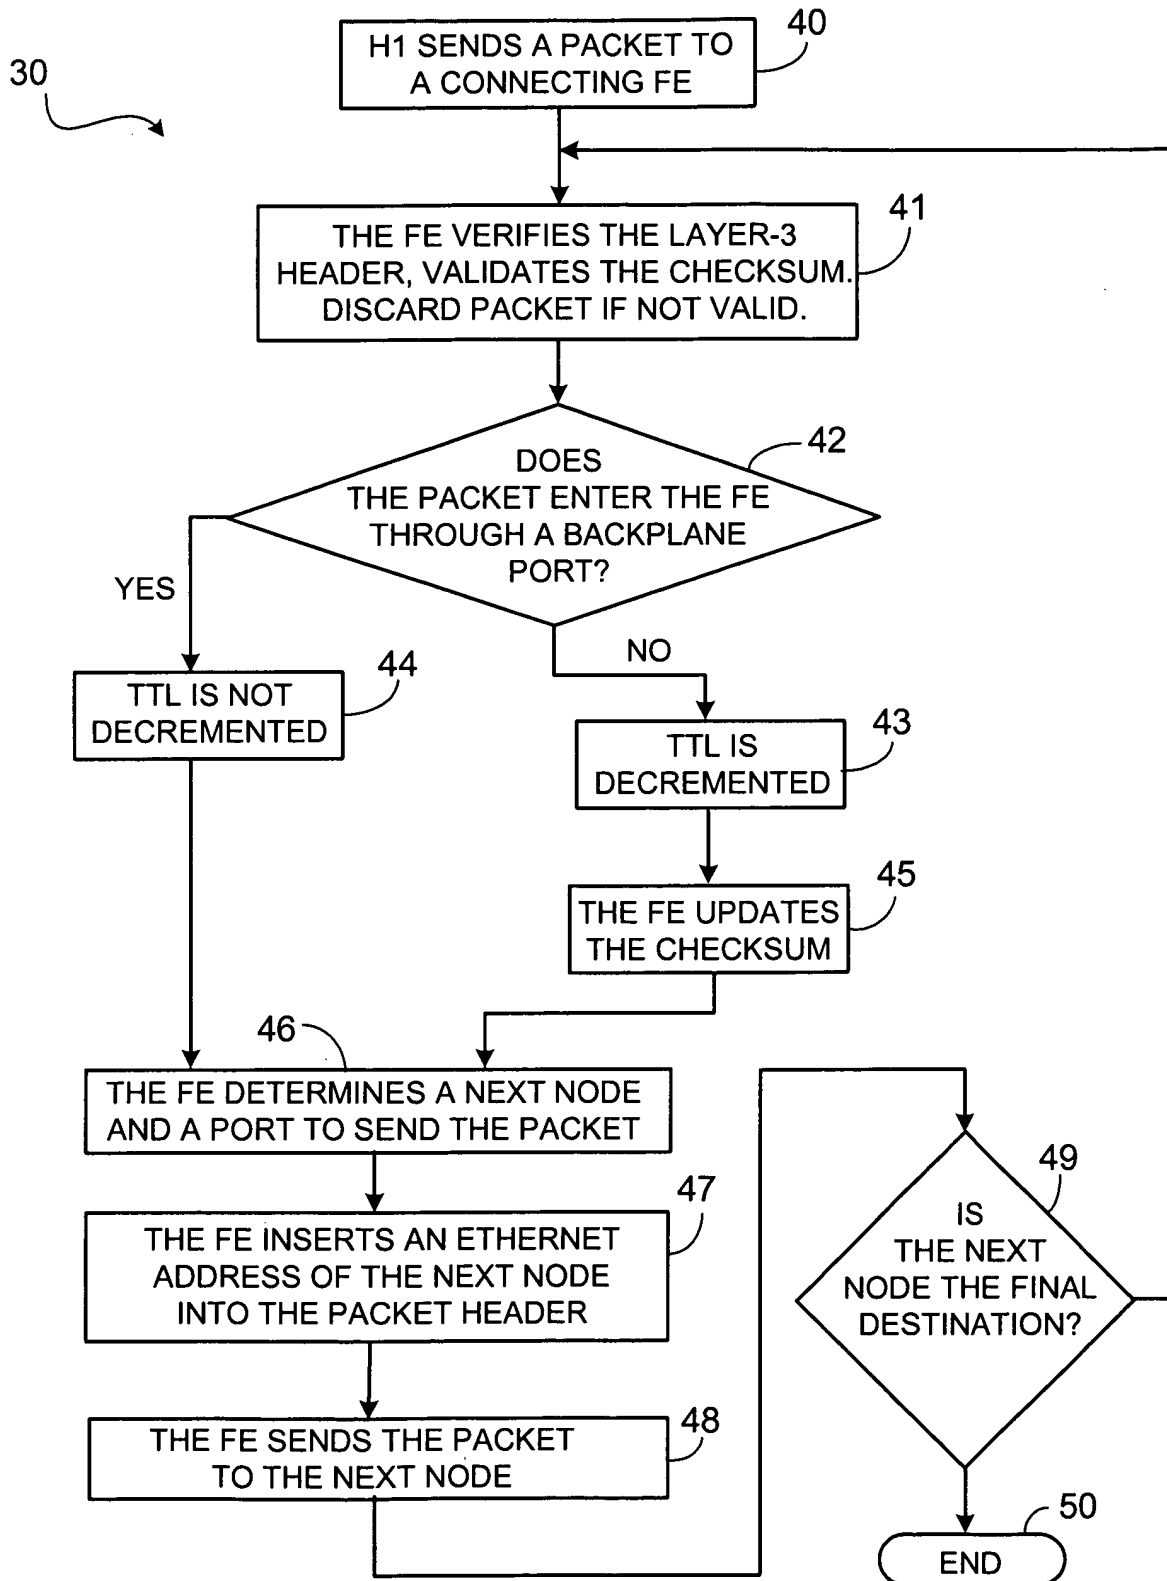 30
H1 SENDS A PACKET TO
A CONNECTING FE
40
THE FE VERIFIES THE LAYER-3
HEADER, VALIDATES THE CHECKSUM.
DISCARD PACKET IF NOT VALID.
41
DOES
THE PACKET ENTER THE FE
THROUGH A BACKPLANE
PORT?
42
YES
NO
TTL IS NOT
DECREMENTED
44
TTL IS
DECREMENTED
43
THE FE UPDATES
THE CHECKSUM
45
46
THE FE DETERMINES A NEXT NODE
AND A PORT TO SEND THE PACKET
THE FE INSERTS AN ETHERNET
ADDRESS OF THE NEXT NODE
INTO THE PACKET HEADER
47
THE FE SENDS THE PACKET
TO THE NEXT NODE
48
IS
THE NEXT
NODE THE FINAL
DESTINATION?
49
END
50